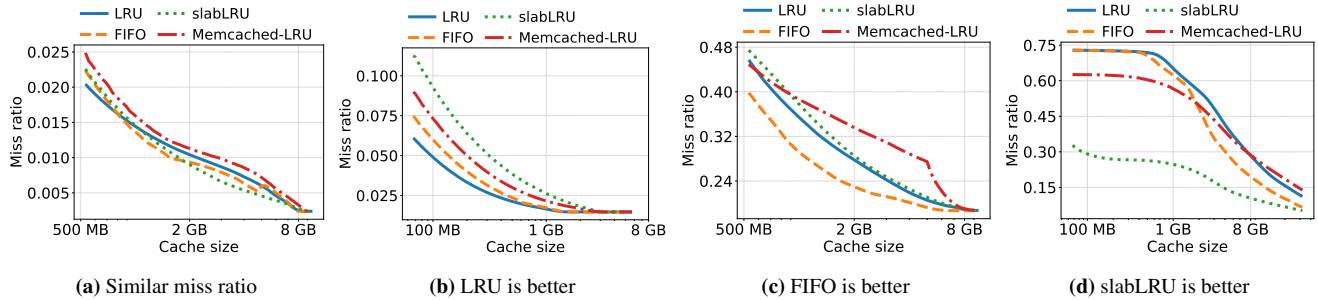 LRU slabLRU
FIFO Memcached-LRU
Miss ratio
0.025
0.020
0.015
0.010
0.005
500 MB 2 GB 8 GB
Cache size
(a) Similar miss ratio
LRU slabLRU
FIFO Memcached-LRU
Miss ratio
0.100
0.075
0.050
0.025
100 MB 1 GB 8 GB
Cache size
(b) LRU is better
LRU slabLRU
FIFO Memcached-LRU
Miss ratio
0.48
0.40
0.32
0.24
500 MB 2 GB 8 GB
Cache size
(c) FIFO is better
LRU slabLRU
FIFO Memcached-LRU
Miss ratio
0.75
0.60
0.45
0.30
0.15
100 MB 1 GB 8 GB
Cache size
(d) slabLRU is better